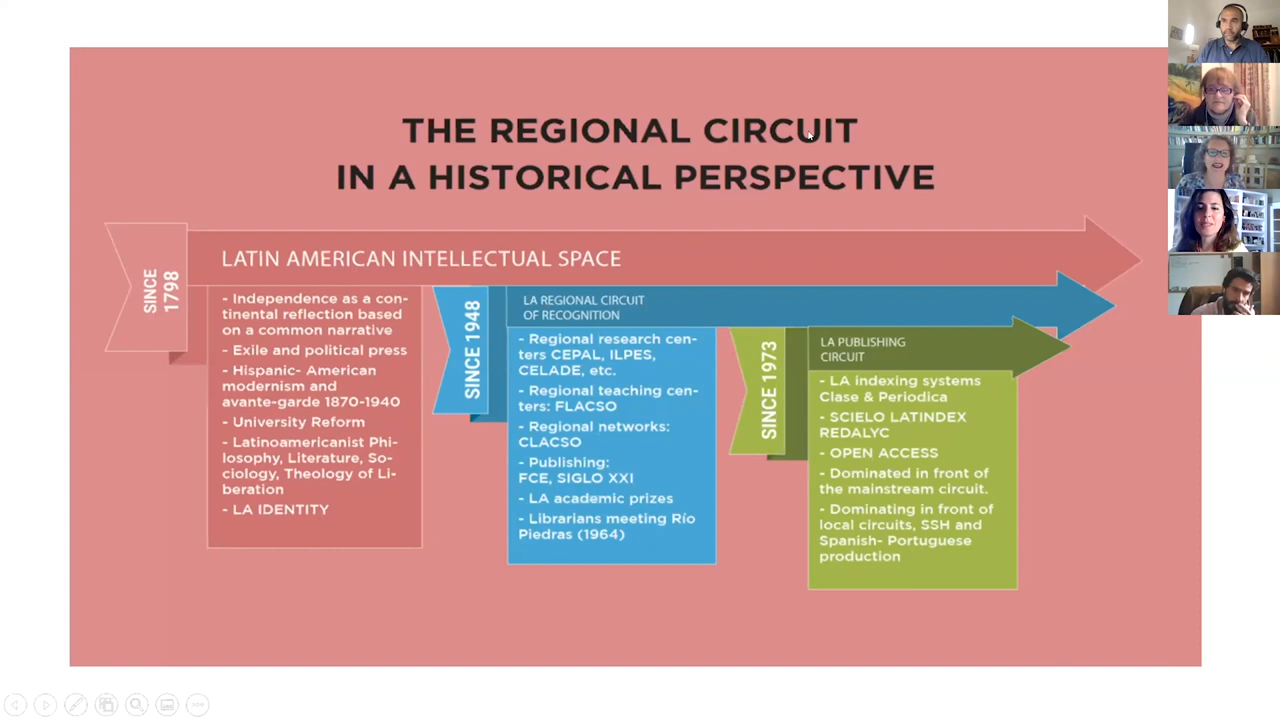 THE REGIONAL CIRCUIT
IN A HISTORICAL PERSPECTIVE
SINCE
1798
LATIN AMERICAN INTELLECTUAL SPACE
- Independence as a con-
tinental reflection based
on a common narrative
- Exile and political press
- Hispanic- American
modernism and
avante-garde 1870-1940
- University Reform
- Latinoamericanist Phi-
losophy, Literature, So-
ciology, Theology of Li-
beration
- LA IDENTITY
SINCE 1948
LA REGIONAL CIRCUIT
OF RECOGNITION
- Regional research cen-
ters CEPAL, ILPES,
CELADE, etc.
- Regional teaching cen-
ters: FLACSO
- Regional networks:
CLACSO
- Publishing:
FCE, SIGLO XXI
- LA academic prizes
- Librarians meeting Río
Piedras (1964)
SINCE 1973
LA PUBLISHING
CIRCUIT
- LA indexing systems
Clase & Periodica
- SCIELO LATINDEX
REDALYC
- OPEN ACCESS
- Dominated in front of
the mainstream circuit.
- Dominating in front of
local circuits, SSH and
Spanish- Portuguese
production